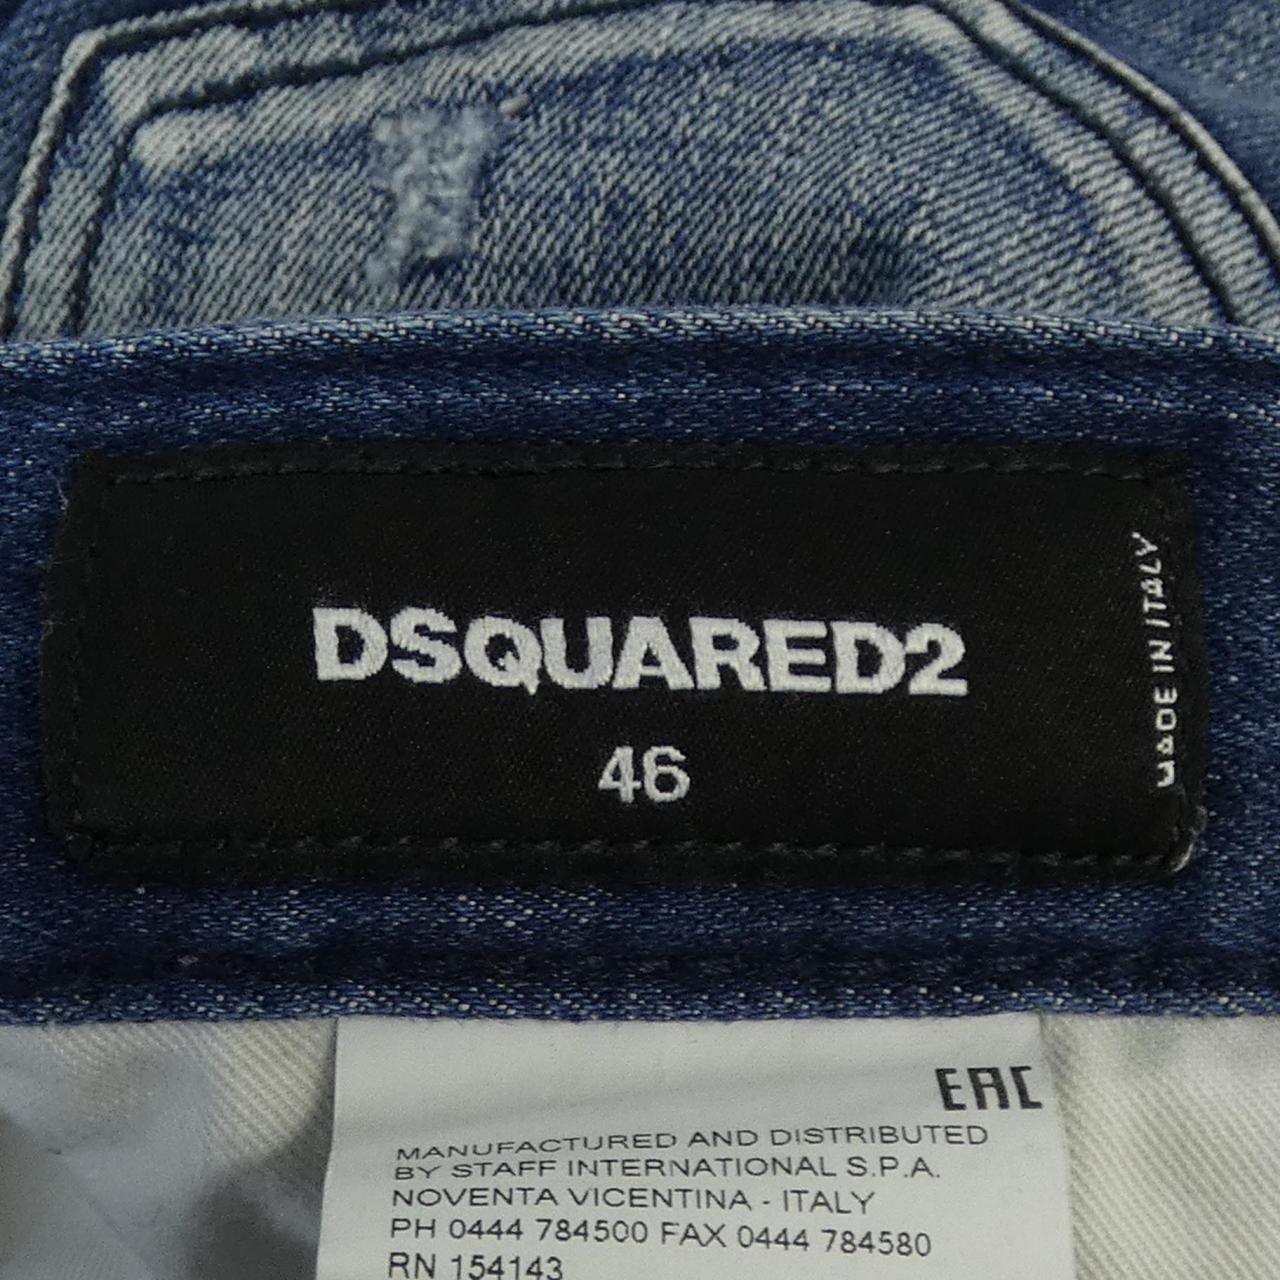 DSQUARED2
46
MADE IN ITALY
EAC
MANUFACTURED AND DISTRIBUTED
BY STAFF INTERNATIONAL S.P.A.
NOVENTA VICENTINA - ITALY
PH 0444 784500 FAX 0444 784580
RN 154143